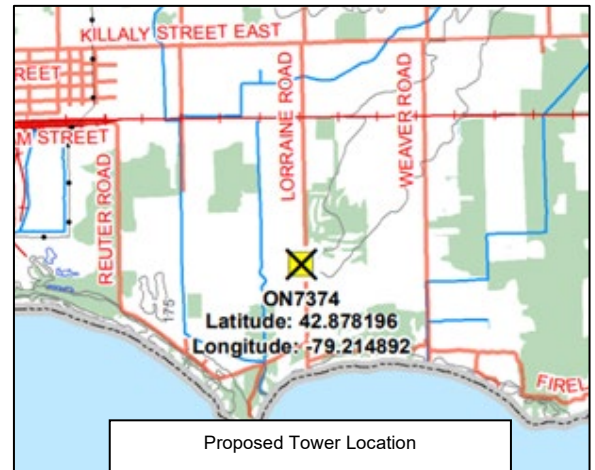 KILLALY STREET EAST
REET
LORRAINE ROAD
WEAVER ROAD
M STREET
REUTER ROAD
175
ON7374
Latitude: 42.878196
Longitude: -79.214892
FIREL
Proposed Tower Location